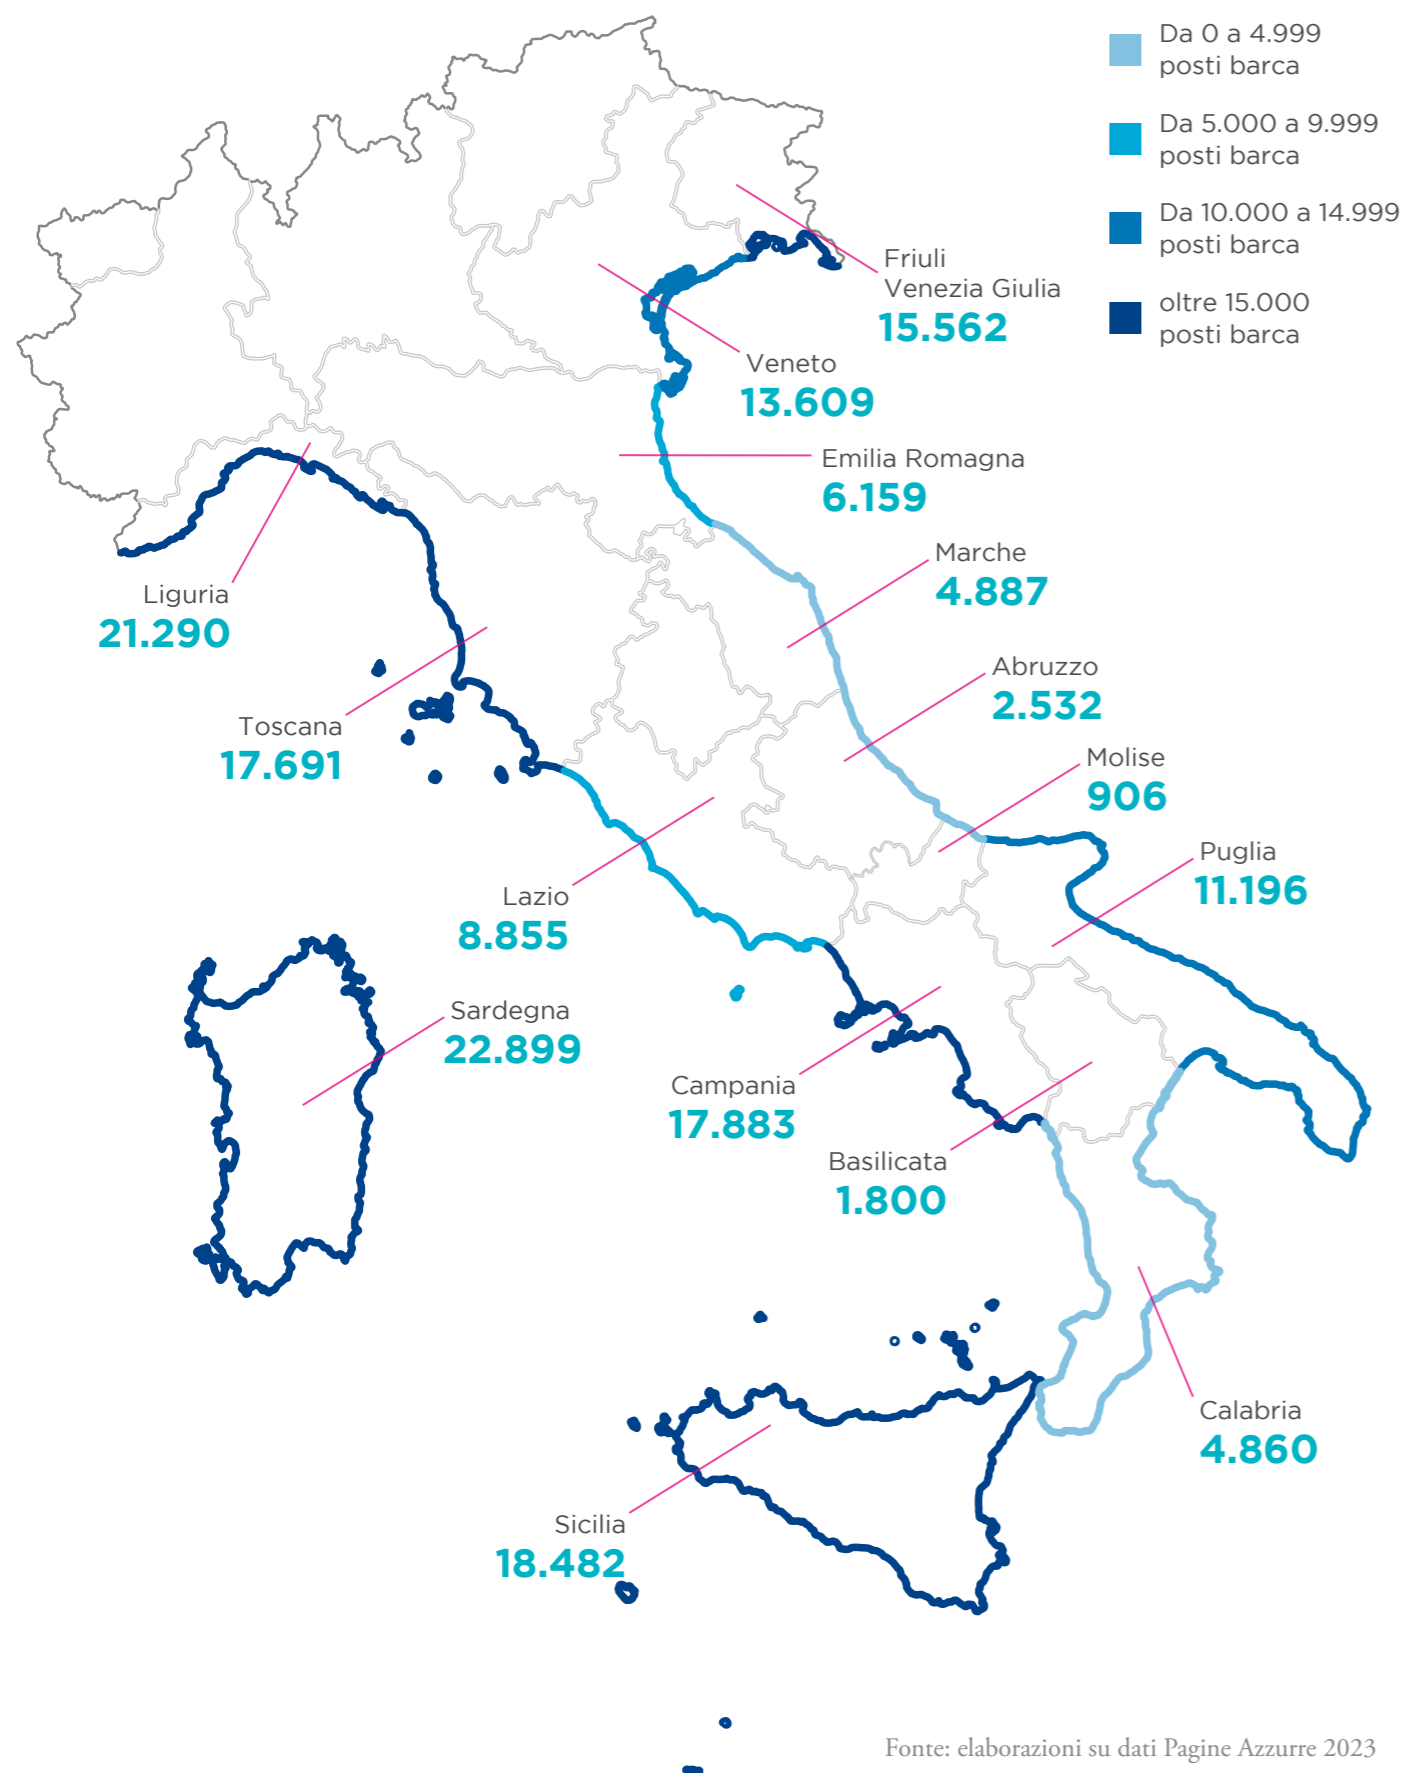 Da 0 a 4.999
posti barca
Da 5.000 a 9.999
posti barca
Da 10.000 a 14.999
posti barca
oltre 15.000
posti barca
Friuli
Venezia Giulia
15.562
Veneto
13.609
Emilia Romagna
6.159
Marche
4.887
Liguria
21.290
Abruzzo
2.532
Toscana
17.691
Molise
906
Puglia
11.196
Lazio
8.855
Sardegna
22.899
Campania
17.883
Basilicata
1.800
Calabria
4.860
Sicilia
18.482
Fonte: elaborazioni su dati Pagine Azzurre 2023